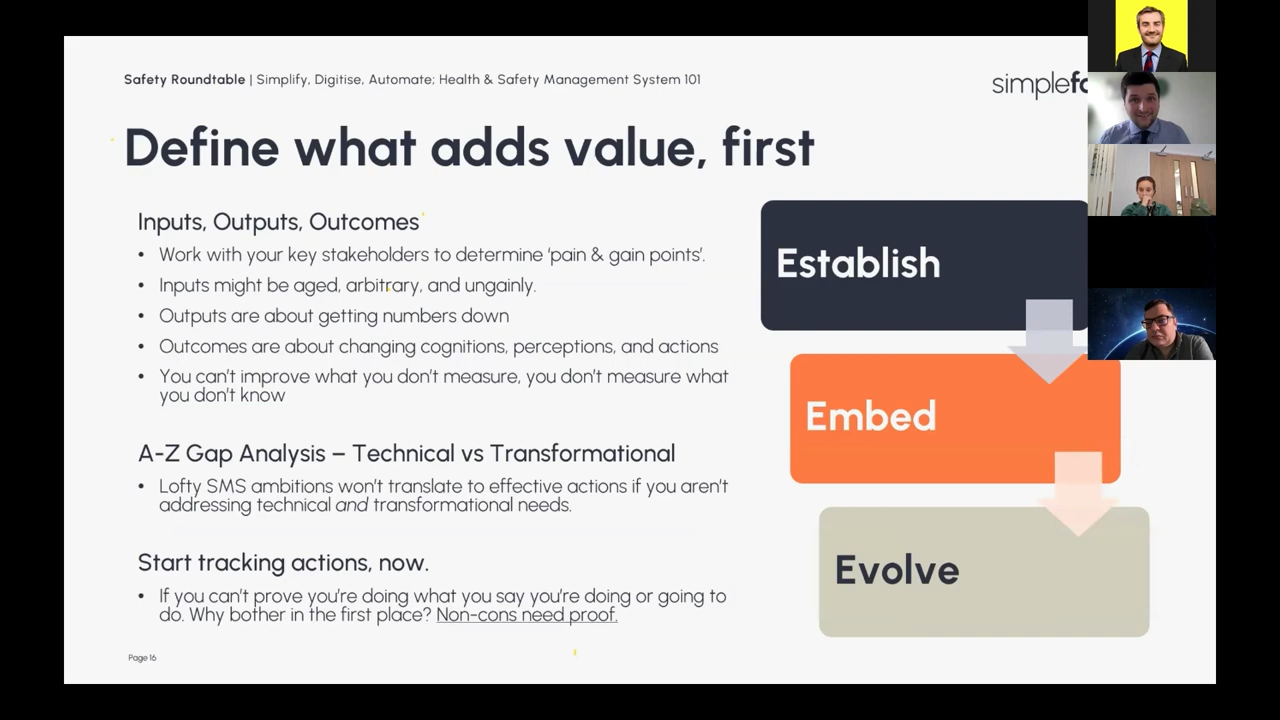 Safety Roundtable | Simplify, Digitise, Automate; Health & Safety Management System 101
Define what adds value, first
Inputs, Outputs, Outcomes
• Work with your key stakeholders to determine ‘pain & gain points’.
• Inputs might be aged, arbitrary, and ungainly.
• Outputs are about getting numbers down
• Outcomes are about changing cognitions, perceptions, and actions
• You can’t improve what you don’t measure, you don’t measure what
you don’t know
A-Z Gap Analysis – Technical vs Transformational
• Lofty SMS ambitions won’t translate to effective actions if you aren’t
addressing technical and transformational needs.
Start tracking actions, now.
• If you can’t prove you’re doing what you say you’re doing or going to
do. Why bother in the first place? Non-cons need proof.
Establish
Embed
Evolve
Page 16